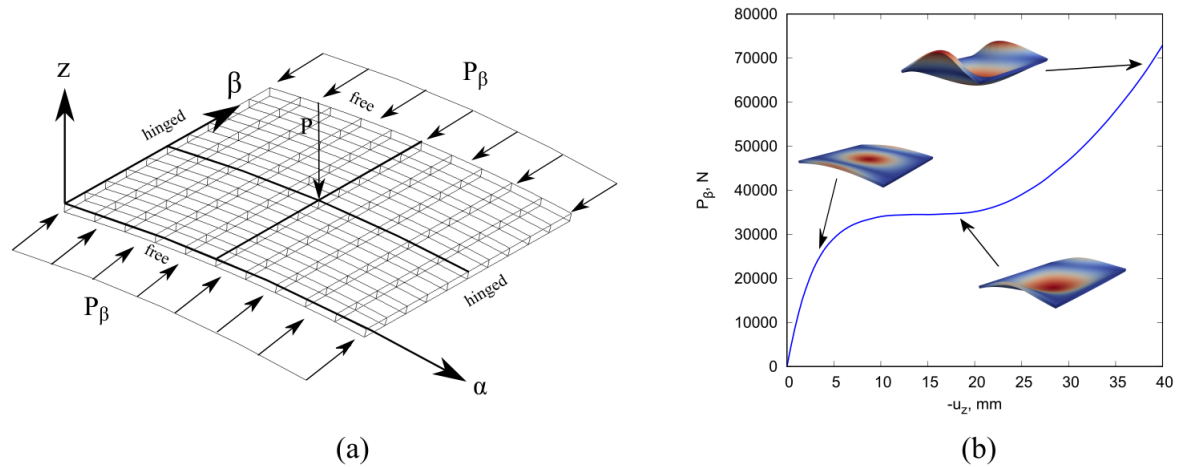 z
β
hinged
free
P
P_β
free
P_β
hinged
α
(a)
80000
70000
60000
50000
40000
30000
20000
10000
0
P_β, N
0 5 10 15 20 25 30 35 40
-u_z, mm
(b)